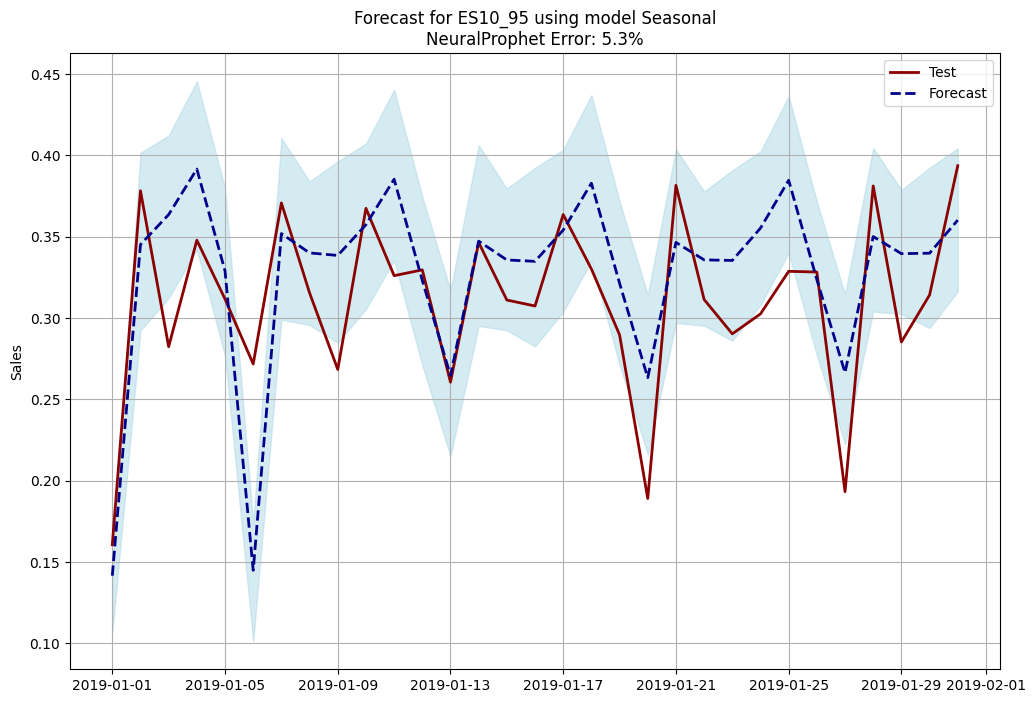 Forecast for ES10_95 using model Seasonal
NeuralProphet Error: 5.3%
Test
Forecast
Sales
0.45
0.40
0.35
0.30
0.25
0.20
0.15
0.10
2019-01-01 2019-01-05 2019-01-09 2019-01-13 2019-01-17 2019-01-21 2019-01-25 2019-01-29 2019-02-01